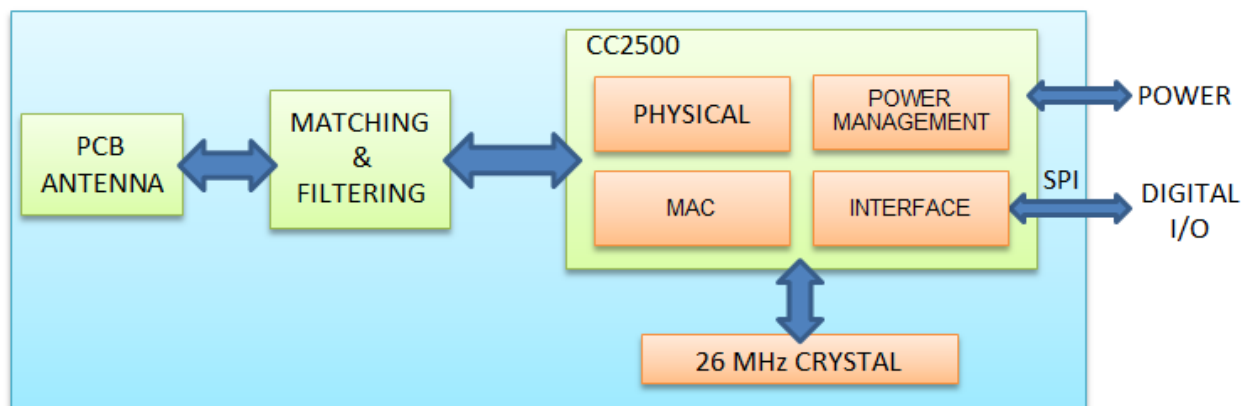 CC2500
PHYSICAL
POWER
MANAGEMENT
POWER
PCB
ANTENNA
MATCHING
&
FILTERING
MAC
INTERFACE
SPI
DIGITAL
I/O
26 MHz CRYSTAL